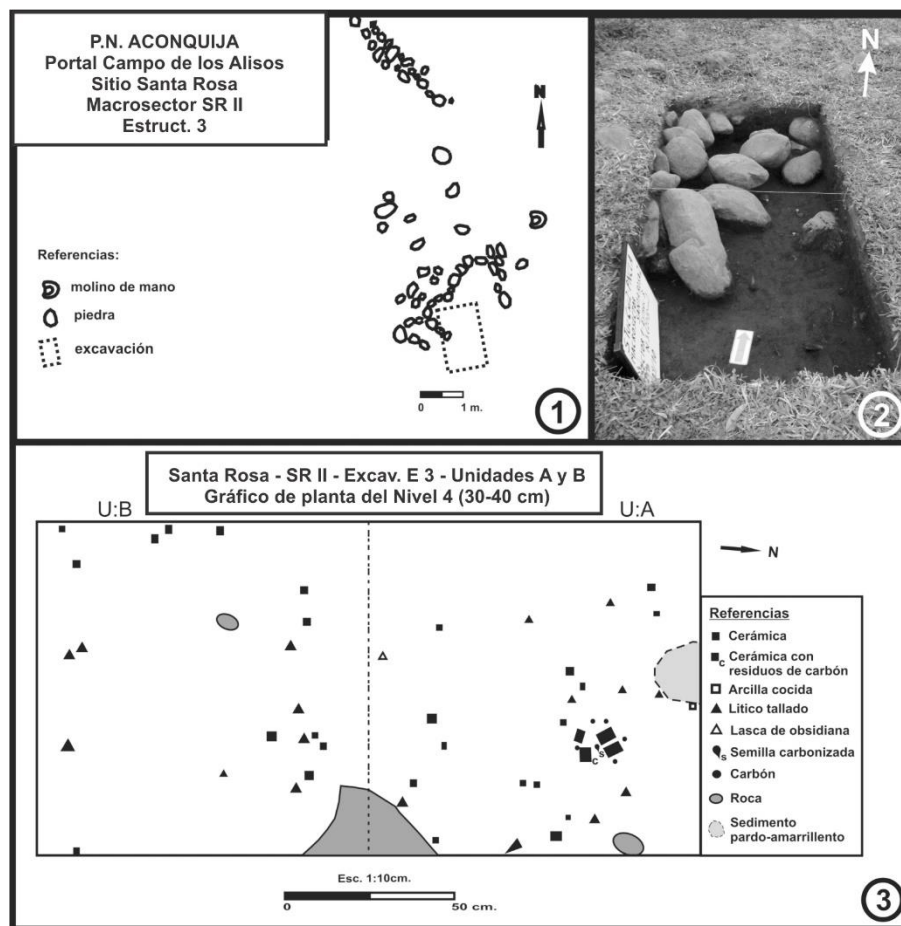 P.N. ACONQUIJA
Portal Campo de los Alisos
Sitio Santa Rosa
Macrosector SR II
Estruct. 3
N
Referencias:
molino de mano
piedra
excavación
0 1 m.
1
N
2
Santa Rosa - SR II - Excav. E 3 - Unidades A y B
Gráfico de planta del Nivel 4 (30-40 cm)
U:B
U:A
N
Referencias
Cerámica
c Cerámica con
residuos de carbón
Arcilla cocida
Lítico tallado
Lasca de obsidiana
s Semilla carbonizada
Carbón
Roca
Sedimento
pardo-amarrillento
s
c
Esc. 1:10cm.
0 50 cm.
3